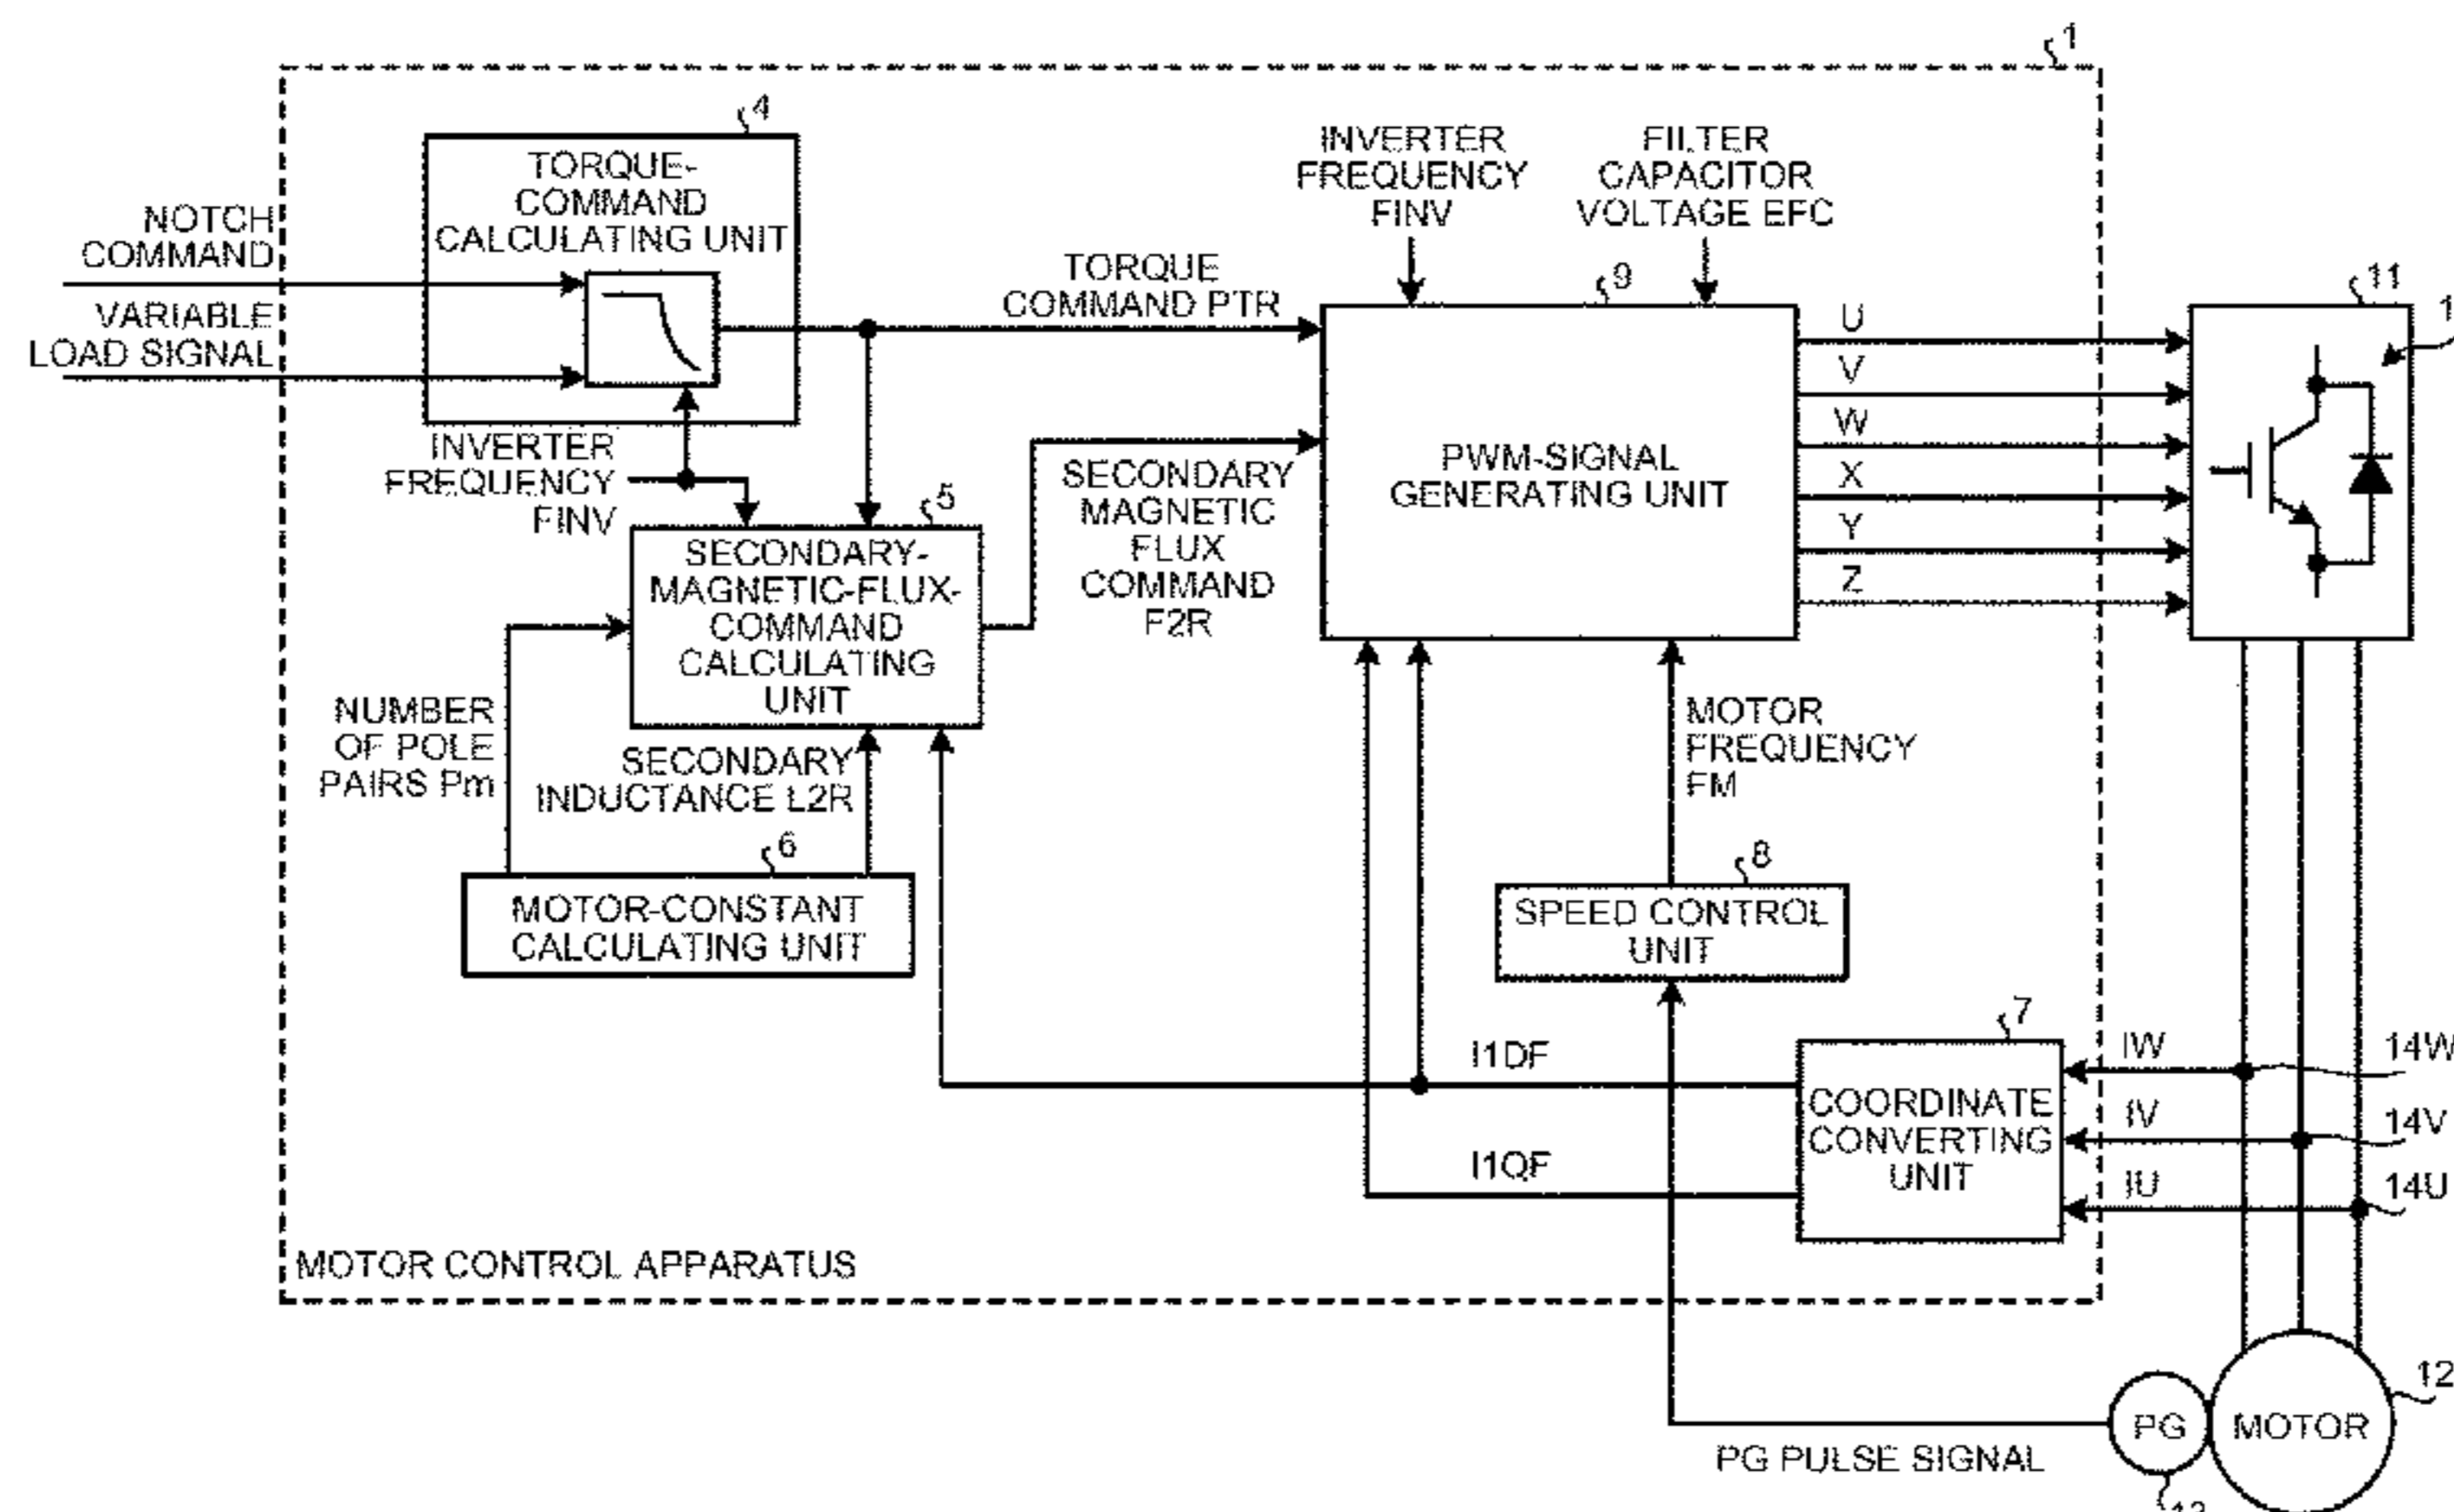 1
4
TORQUE-
COMMAND
CALCULATING UNIT
NOTCH
COMMAND
VARIABLE
LOAD SIGNAL
INVERTER
FREQUENCY
FINV
TORQUE
COMMAND PTR
INVERTER
FREQUENCY
FINV
FILTER
CAPACITOR
VOLTAGE EFC
9
PWM-SIGNAL
GENERATING UNIT
U
V
W
X
Y
Z
11
1
5
SECONDARY-
MAGNETIC-FLUX-
COMMAND
CALCULATING
UNIT
SECONDARY
MAGNETIC
FLUX
COMMAND
F2R
NUMBER
OF POLE
PAIRS Pm
SECONDARY
INDUCTANCE L2R
6
MOTOR-CONSTANT
CALCULATING UNIT
MOTOR
FREQUENCY
FM
8
SPEED CONTROL
UNIT
7
COORDINATE
CONVERTING
UNIT
I1DF
I1QF
IW
IV
IU
14W
14V
14U
MOTOR CONTROL APPARATUS
12
PG
MOTOR
PG PULSE SIGNAL
13